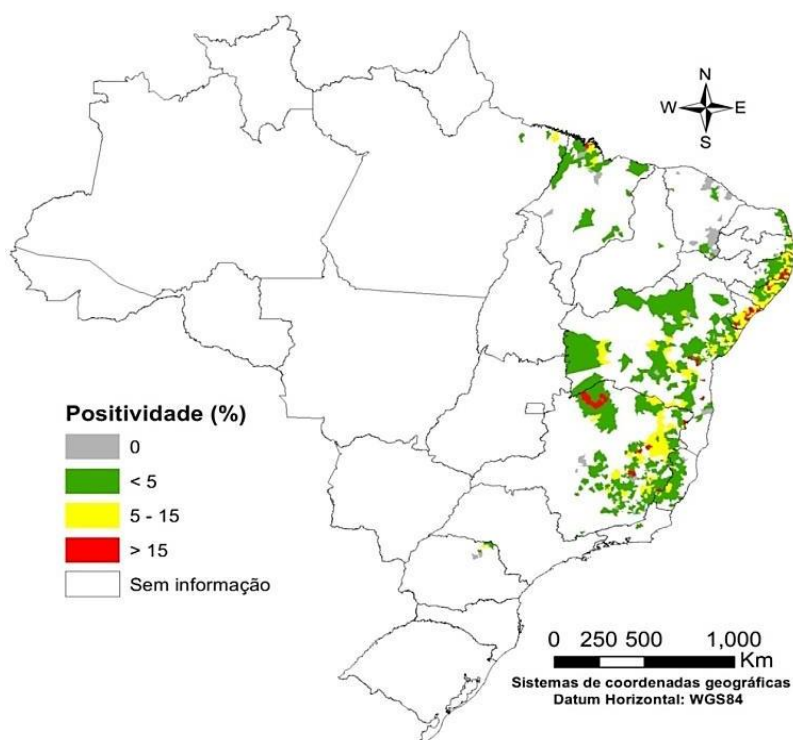 N
W E
S
Positividade (%)
0
< 5
5 - 15
> 15
Sem informação
0 250 500 1,000
Km
Sistemas de coordenadas geográficas
Datum Horizontal: WGS84